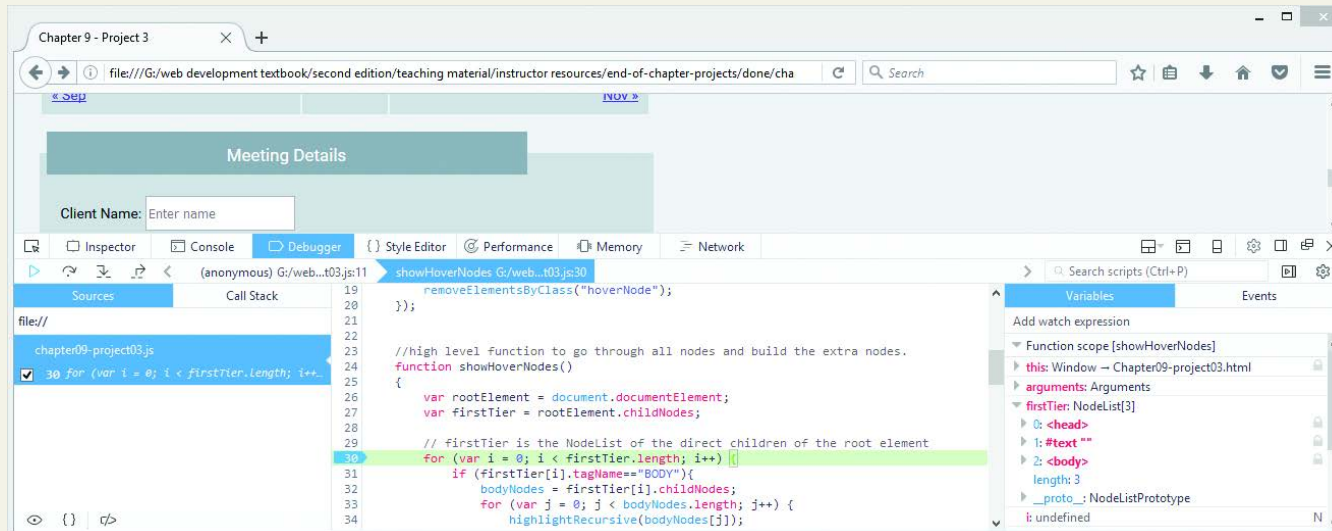 Chapter 9 - Project 3
file:///G:/web development textbook/second edition/teaching material/instructor resources/end-of-chapter-projects/done/cha
Search
« Sep
Nov »
Meeting Details
Client Name: Enter name
Inspector Console Debugger {} Style Editor Performance Memory Network
(anonymous) G:/web...t03.js:11 showHoverNodes G:/web...t03.js:30 Search scripts (Ctrl+P)
Sources Call Stack
file://
chapter09-project03.js
30 for (var i = 0; i < firstTier.length; i++...
19 removeElementsByClass("hoverNode");
20 });
21
22
23 //high level function to go through all nodes and build the extra nodes.
24 function showHoverNodes()
25 {
26 var rootElement = document.documentElement;
27 var firstTier = rootElement.childNodes;
28
29 // firstTier is the NodeList of the direct children of the root element
30 for (var i = 0; i < firstTier.length; i++) {
31 if (firstTier[i].tagName=="BODY"){
32 bodyNodes = firstTier[i].childNodes;
33 for (var j = 0; j < bodyNodes.length; j++) {
34 highlightRecursive(bodyNodes[j]);
Variables Events
Add watch expression
Function scope [showHoverNodes]
this: Window → Chapter09-project03.html
arguments: Arguments
firstTier: NodeList[3]
0: <head>
1: #text ""
2: <body>
length: 3
__proto__: NodeListPrototype
i: undefined N